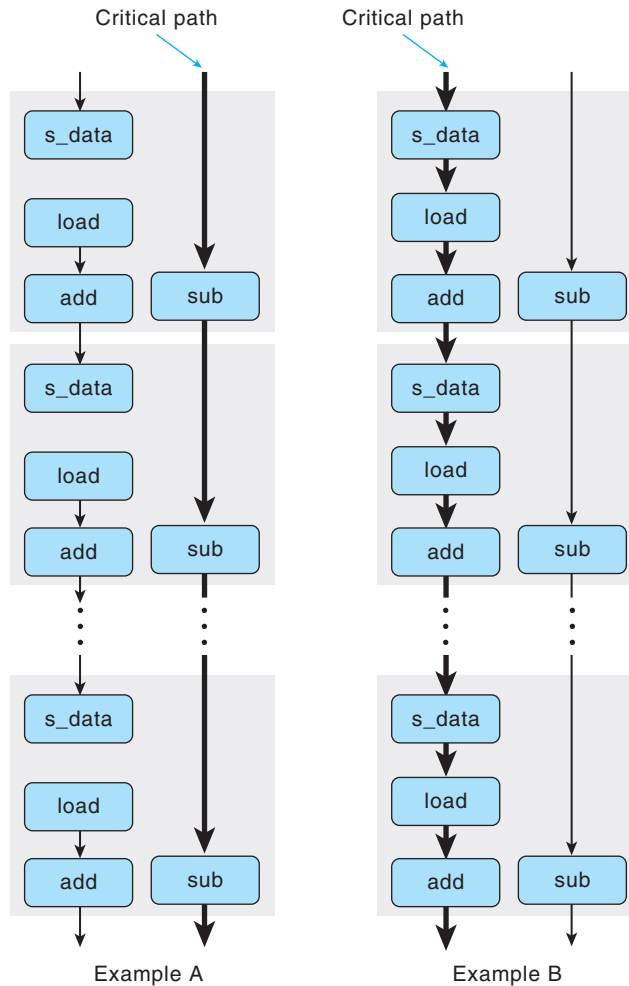 Critical path
s_data
load
add
sub
s_data
load
add
sub
s_data
load
add
sub
Example A
Critical path
s_data
load
add
sub
s_data
load
add
sub
s_data
load
add
sub
Example B